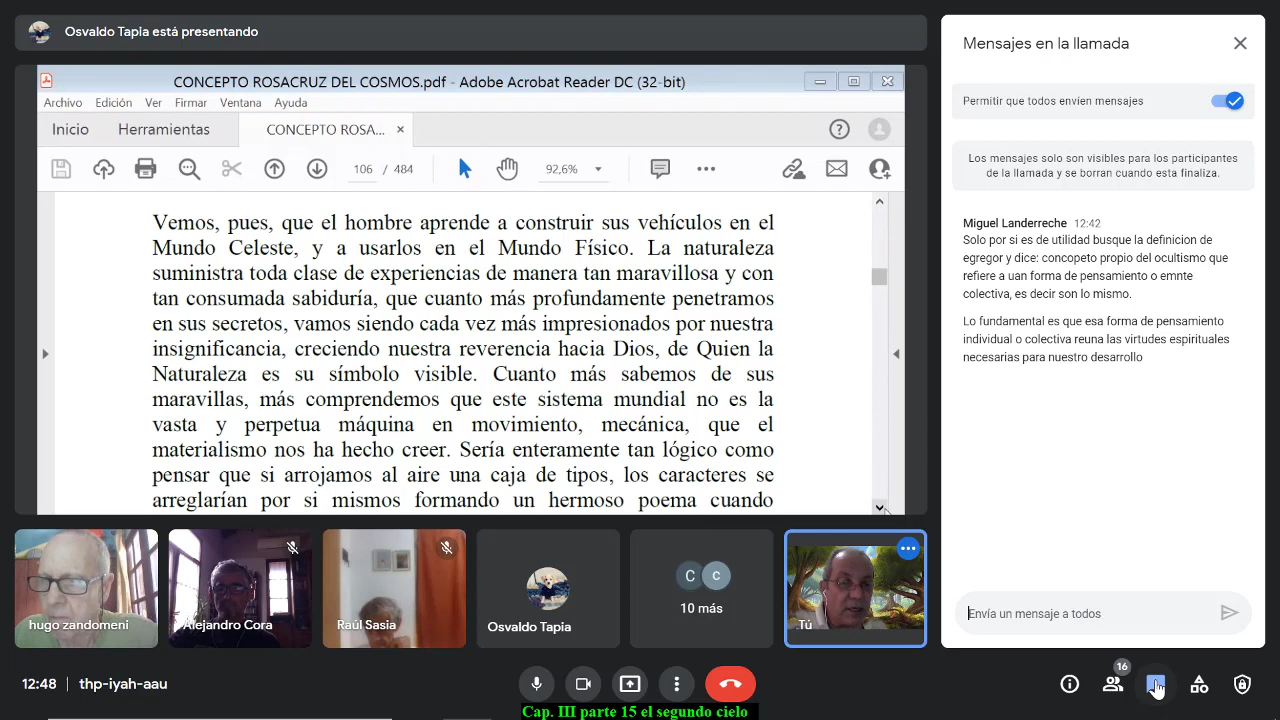 Osvaldo Tapia está presentando
CONCEPTO ROSACRUZ DEL COSMOS.pdf - Adobe Acrobat Reader DC (32-bit)
Archivo Edición Ver Firmar Ventana Ayuda
Inicio Herramientas CONCEPTO ROSA... ×
106 / 484 92,6%
Vemos, pues, que el hombre aprende a construir sus vehículos en el
Mundo Celeste, y a usarlos en el Mundo Físico. La naturaleza
suministra toda clase de experiencias de manera tan maravillosa y con
tan consumada sabiduría, que cuanto más profundamente penetramos
en sus secretos, vamos siendo cada vez más impresionados por nuestra
insignificancia, creciendo nuestra reverencia hacia Dios, de Quien la
Naturaleza es su símbolo visible. Cuanto más sabemos de sus
maravillas, más comprendemos que este sistema mundial no es la
vasta y perpetua máquina en movimiento, mecánica, que el
materialismo nos ha hecho creer. Sería enteramente tan lógico como
pensar que si arrojamos al aire una caja de tipos, los caracteres se
arreglarían por si mismos formando un hermoso poema cuando
hugo zandomeni
Alejandro Cora
Raúl Sasia
Osvaldo Tapia
C c
10 más
Tú
Mensajes en la llamada
Permitir que todos envíen mensajes
Los mensajes solo son visibles para los participantes
de la llamada y se borran cuando esta finaliza.
Miguel Landerreche 12:42
Solo por si es de utilidad busque la definicion de
egregor y dice: concopeto propio del ocultismo que
refiere a uan forma de pensamiento o emnte
colectiva, es decir son lo mismo.
Lo fundamental es que esa forma de pensamiento
individual o colectiva reuna las virtudes espirituales
necesarias para nuestro desarrollo
Envía un mensaje a todos
12:48 | thp-iyah-aau
16
Cap. III parte 15 el segundo cielo